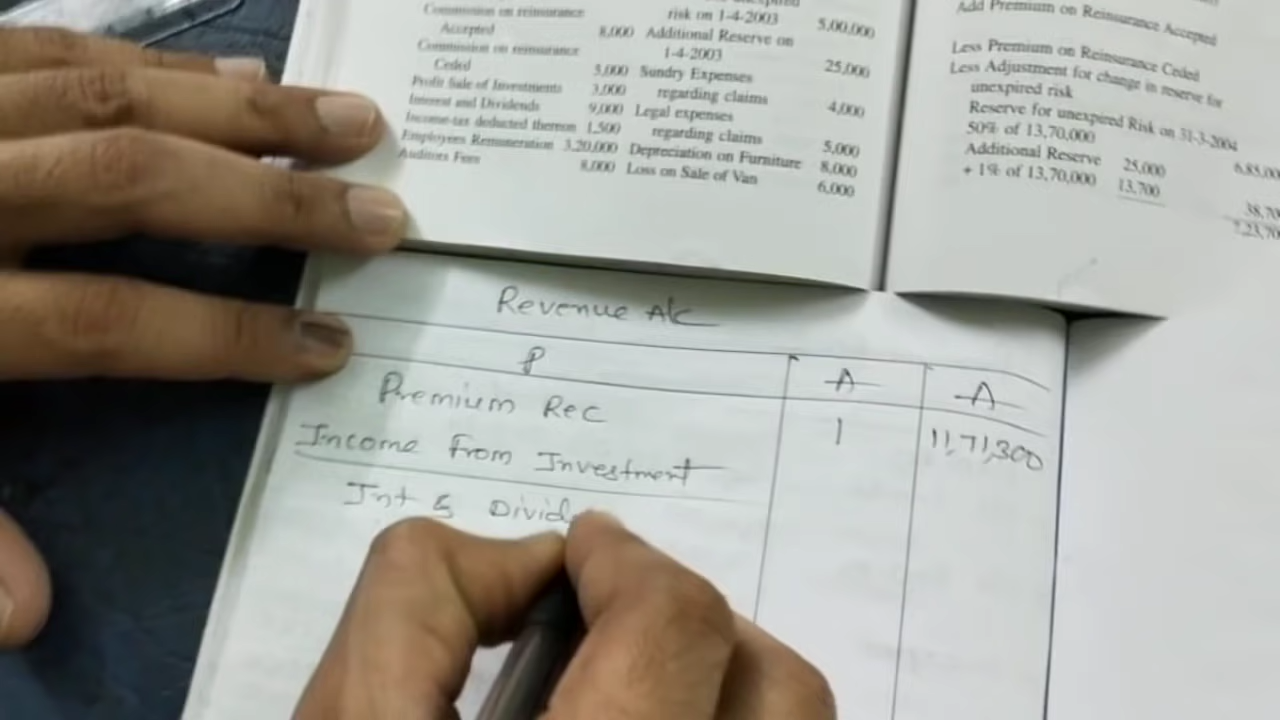 Commission on reinsurance
Accepted 8,000
Commission on reinsurance
Ceded 5,000
Profit Sale of Investments 3,000
Interest and Dividends 9,000
Income-tax deducted thereon 1,500
Employees Remuneration 3,20,000
Auditors Fees 8,000
risk on 1-4-2003 5,00,000
Additional Reserve on
1-4-2003 25,000
Sundry Expenses
regarding claims 4,000
Legal expenses
regarding claims 5,000
Depreciation on Furniture 8,000
Loss on Sale of Van 6,000
Add Premium on Reinsurance Accepted
Less Premium on Reinsurance Ceded
Less Adjustment for change in reserve for
unexpired risk
Reserve for unexpired Risk on 31-3-2004
50% of 13,70,000
Additional Reserve 25,000
+ 1% of 13,70,000 13,700
Revenue A/c
P A A
Premium Rec 1 11,71,300
Income From Investment
Int &